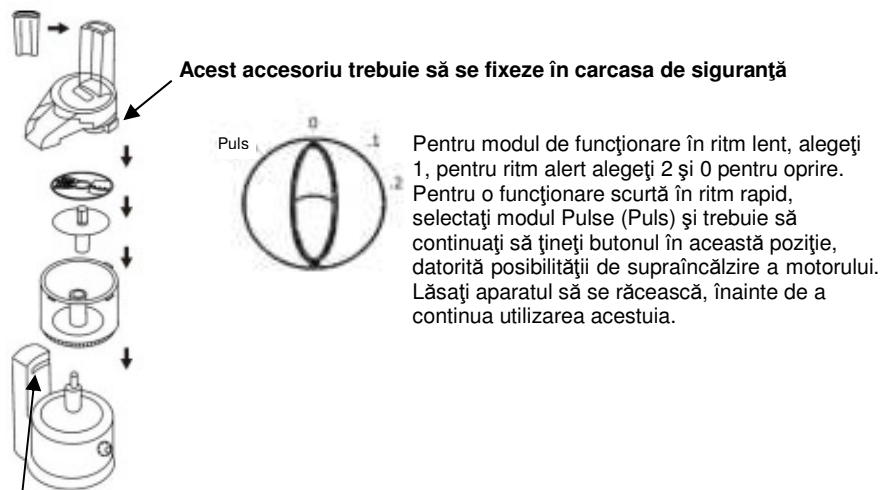 Acest accesoriu trebuie să se fixeze în carcasa de siguranţă
Puls
0
1
2
Pentru modul de funcţionare în ritm lent, alegeţi
1, pentru ritm alert alegeţi 2 şi 0 pentru oprire.
Pentru o funcţionare scurtă în ritm rapid,
selectaţi modul Pulse (Puls) şi trebuie să
continuaţi să ţineţi butonul în această poziţie,
datorită posibilităţii de supraîncălzire a motorului.
Lăsaţi aparatul să se răcească, înainte de a
continua utilizarea acestuia.